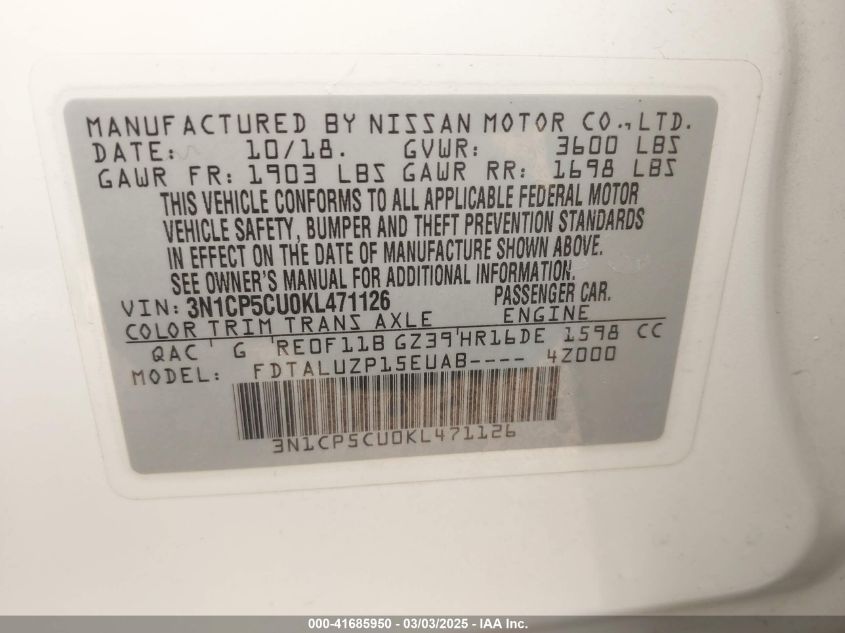 MANUFACTURED BY NISSAN MOTOR CO.,LTD.
DATE: 10/18. GVWR: 3600 LBS
GAWR FR: 1903 LBS GAWR RR: 1698 LBS
THIS VEHICLE CONFORMS TO ALL APPLICABLE FEDERAL MOTOR
VEHICLE SAFETY, BUMPER AND THEFT PREVENTION STANDARDS
IN EFFECT ON THE DATE OF MANUFACTURE SHOWN ABOVE.
SEE OWNER'S MANUAL FOR ADDITIONAL INFORMATION.
VIN: 3N1CP5CU0KL471126 PASSENGER CAR.
COLOR TRIM TRANS AXLE ENGINE
QAC G RE0F11B GZ39 HR16DE 1598 CC
MODEL: FDTALUZP15EUAB---- 4Z000
3N1CP5CU0KL471126
000-41685950 — 03/03/2025 — IAA Inc.